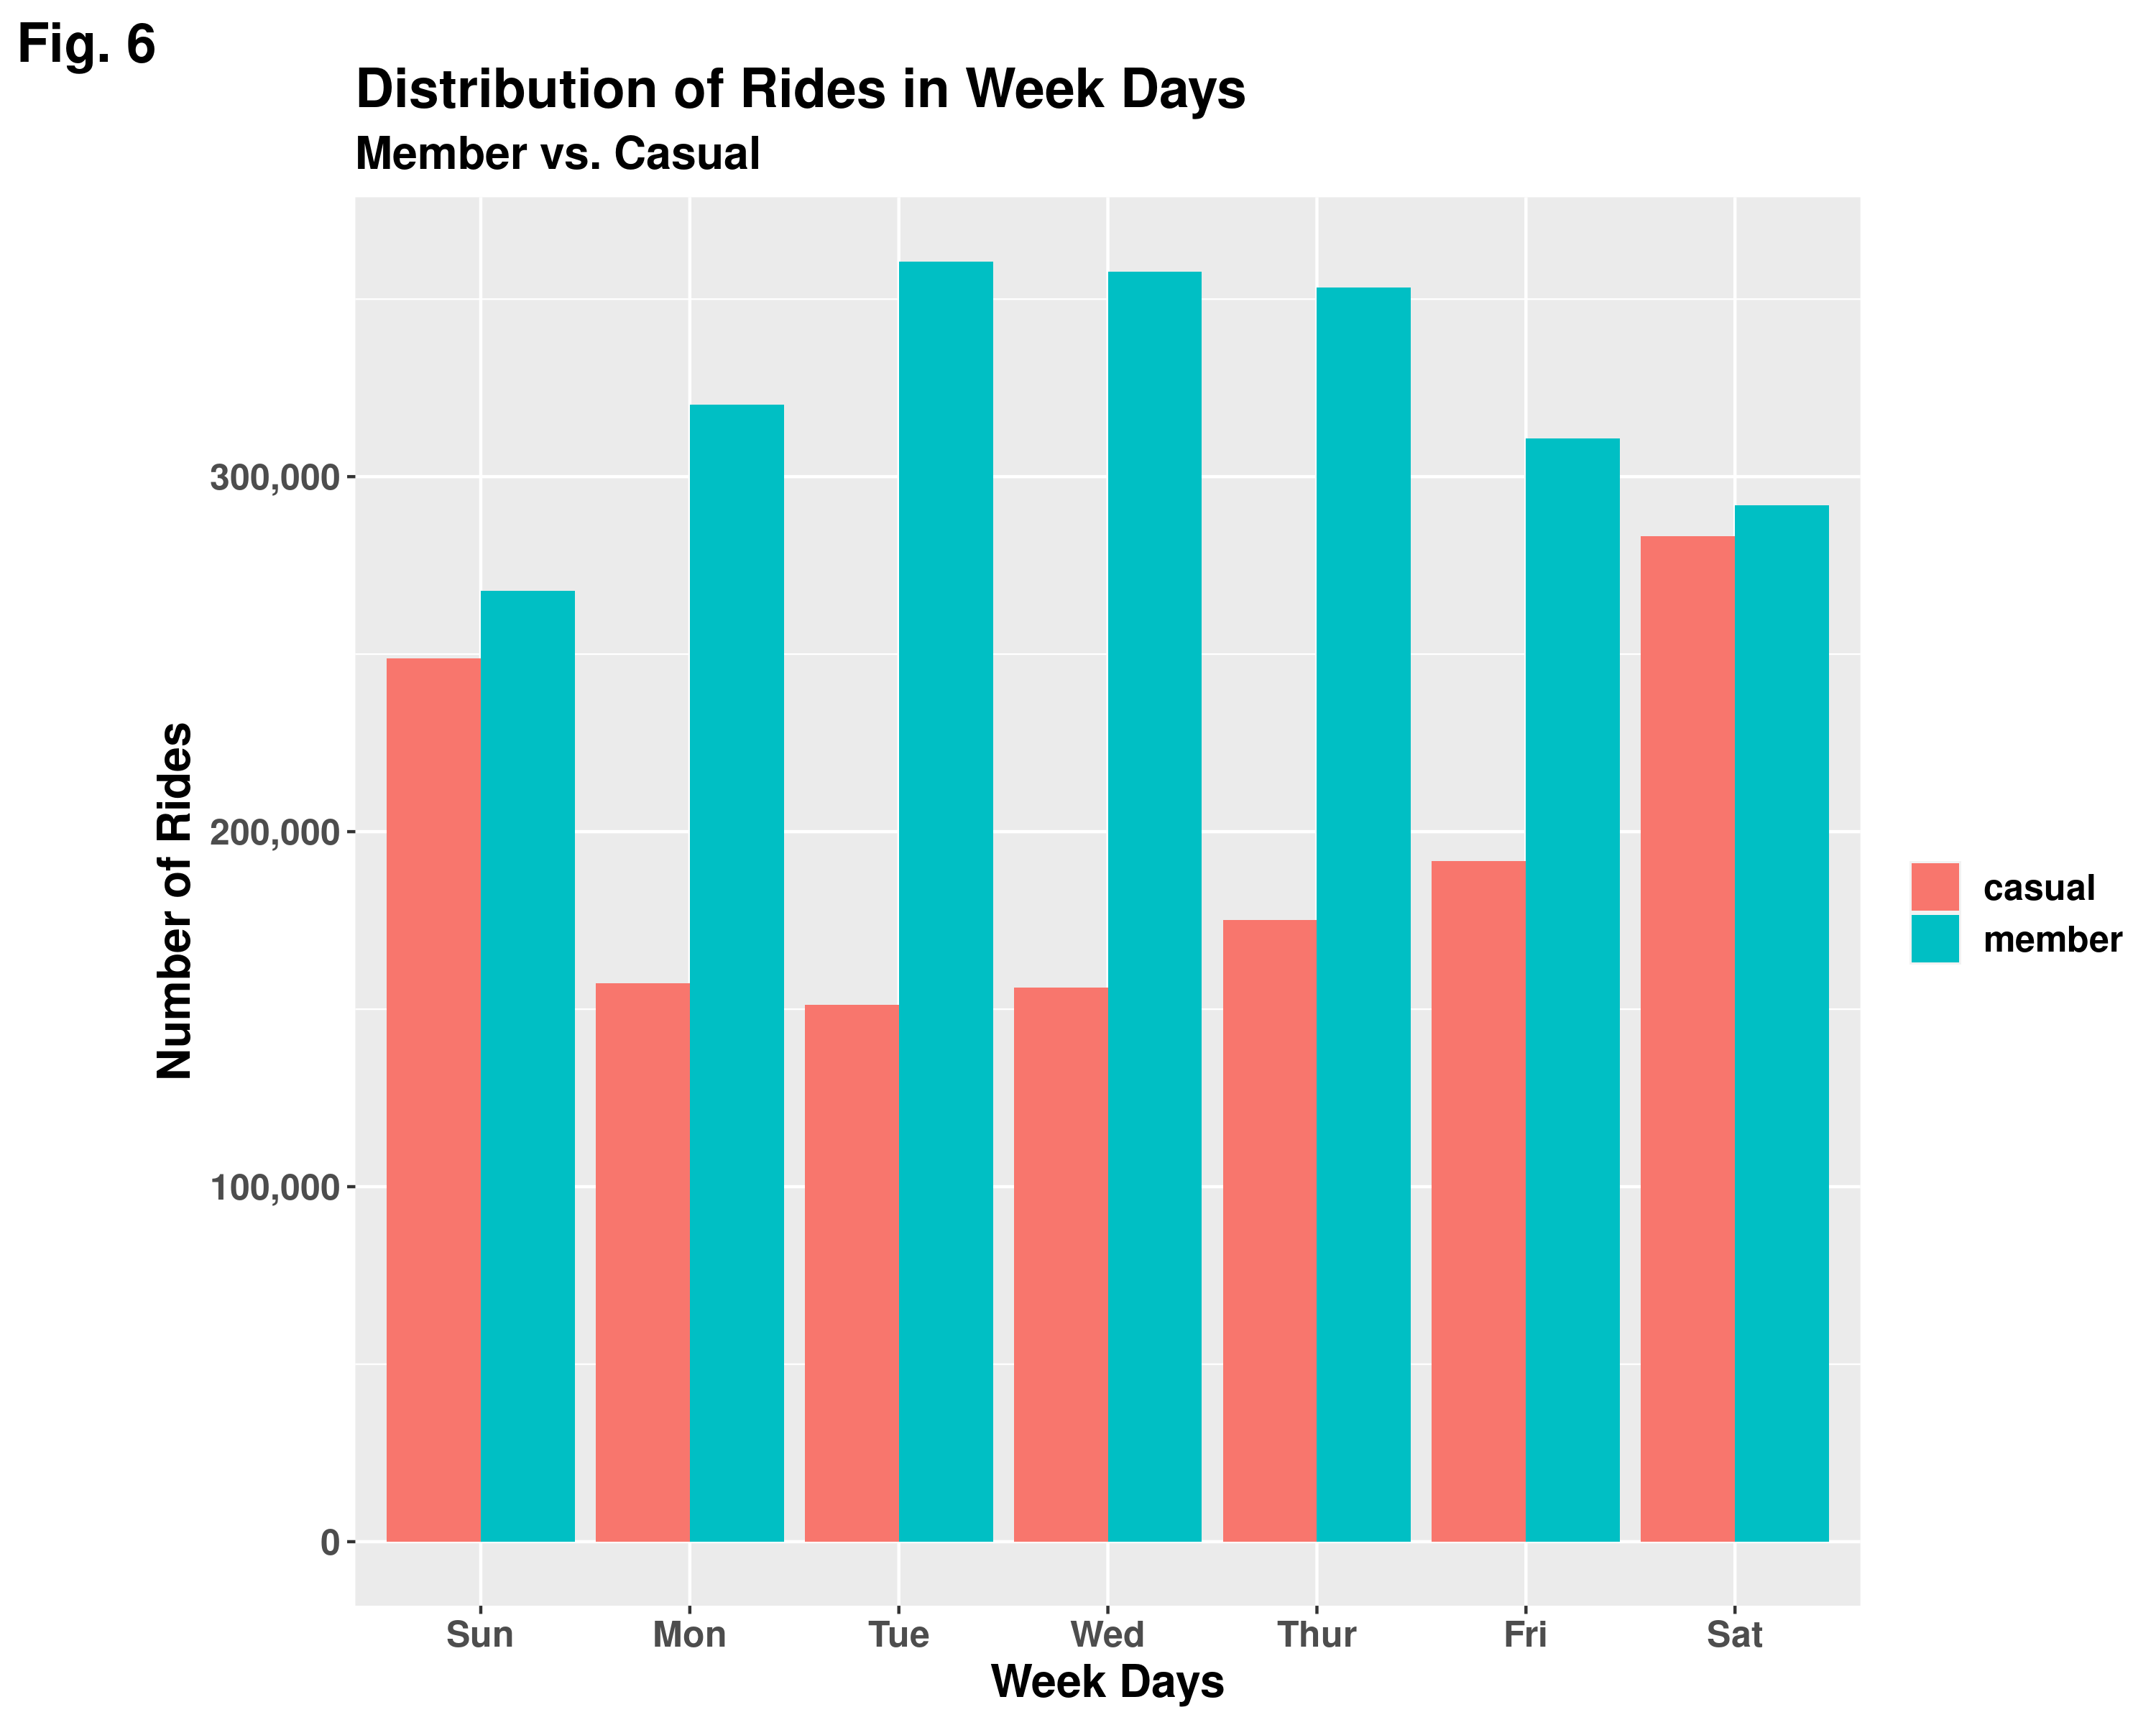 Fig. 6
Distribution of Rides in Week Days
Member vs. Casual
Number of Rides
300,000
200,000
100,000
0
Sun Mon Tue Wed Thur Fri Sat
Week Days
casual
member